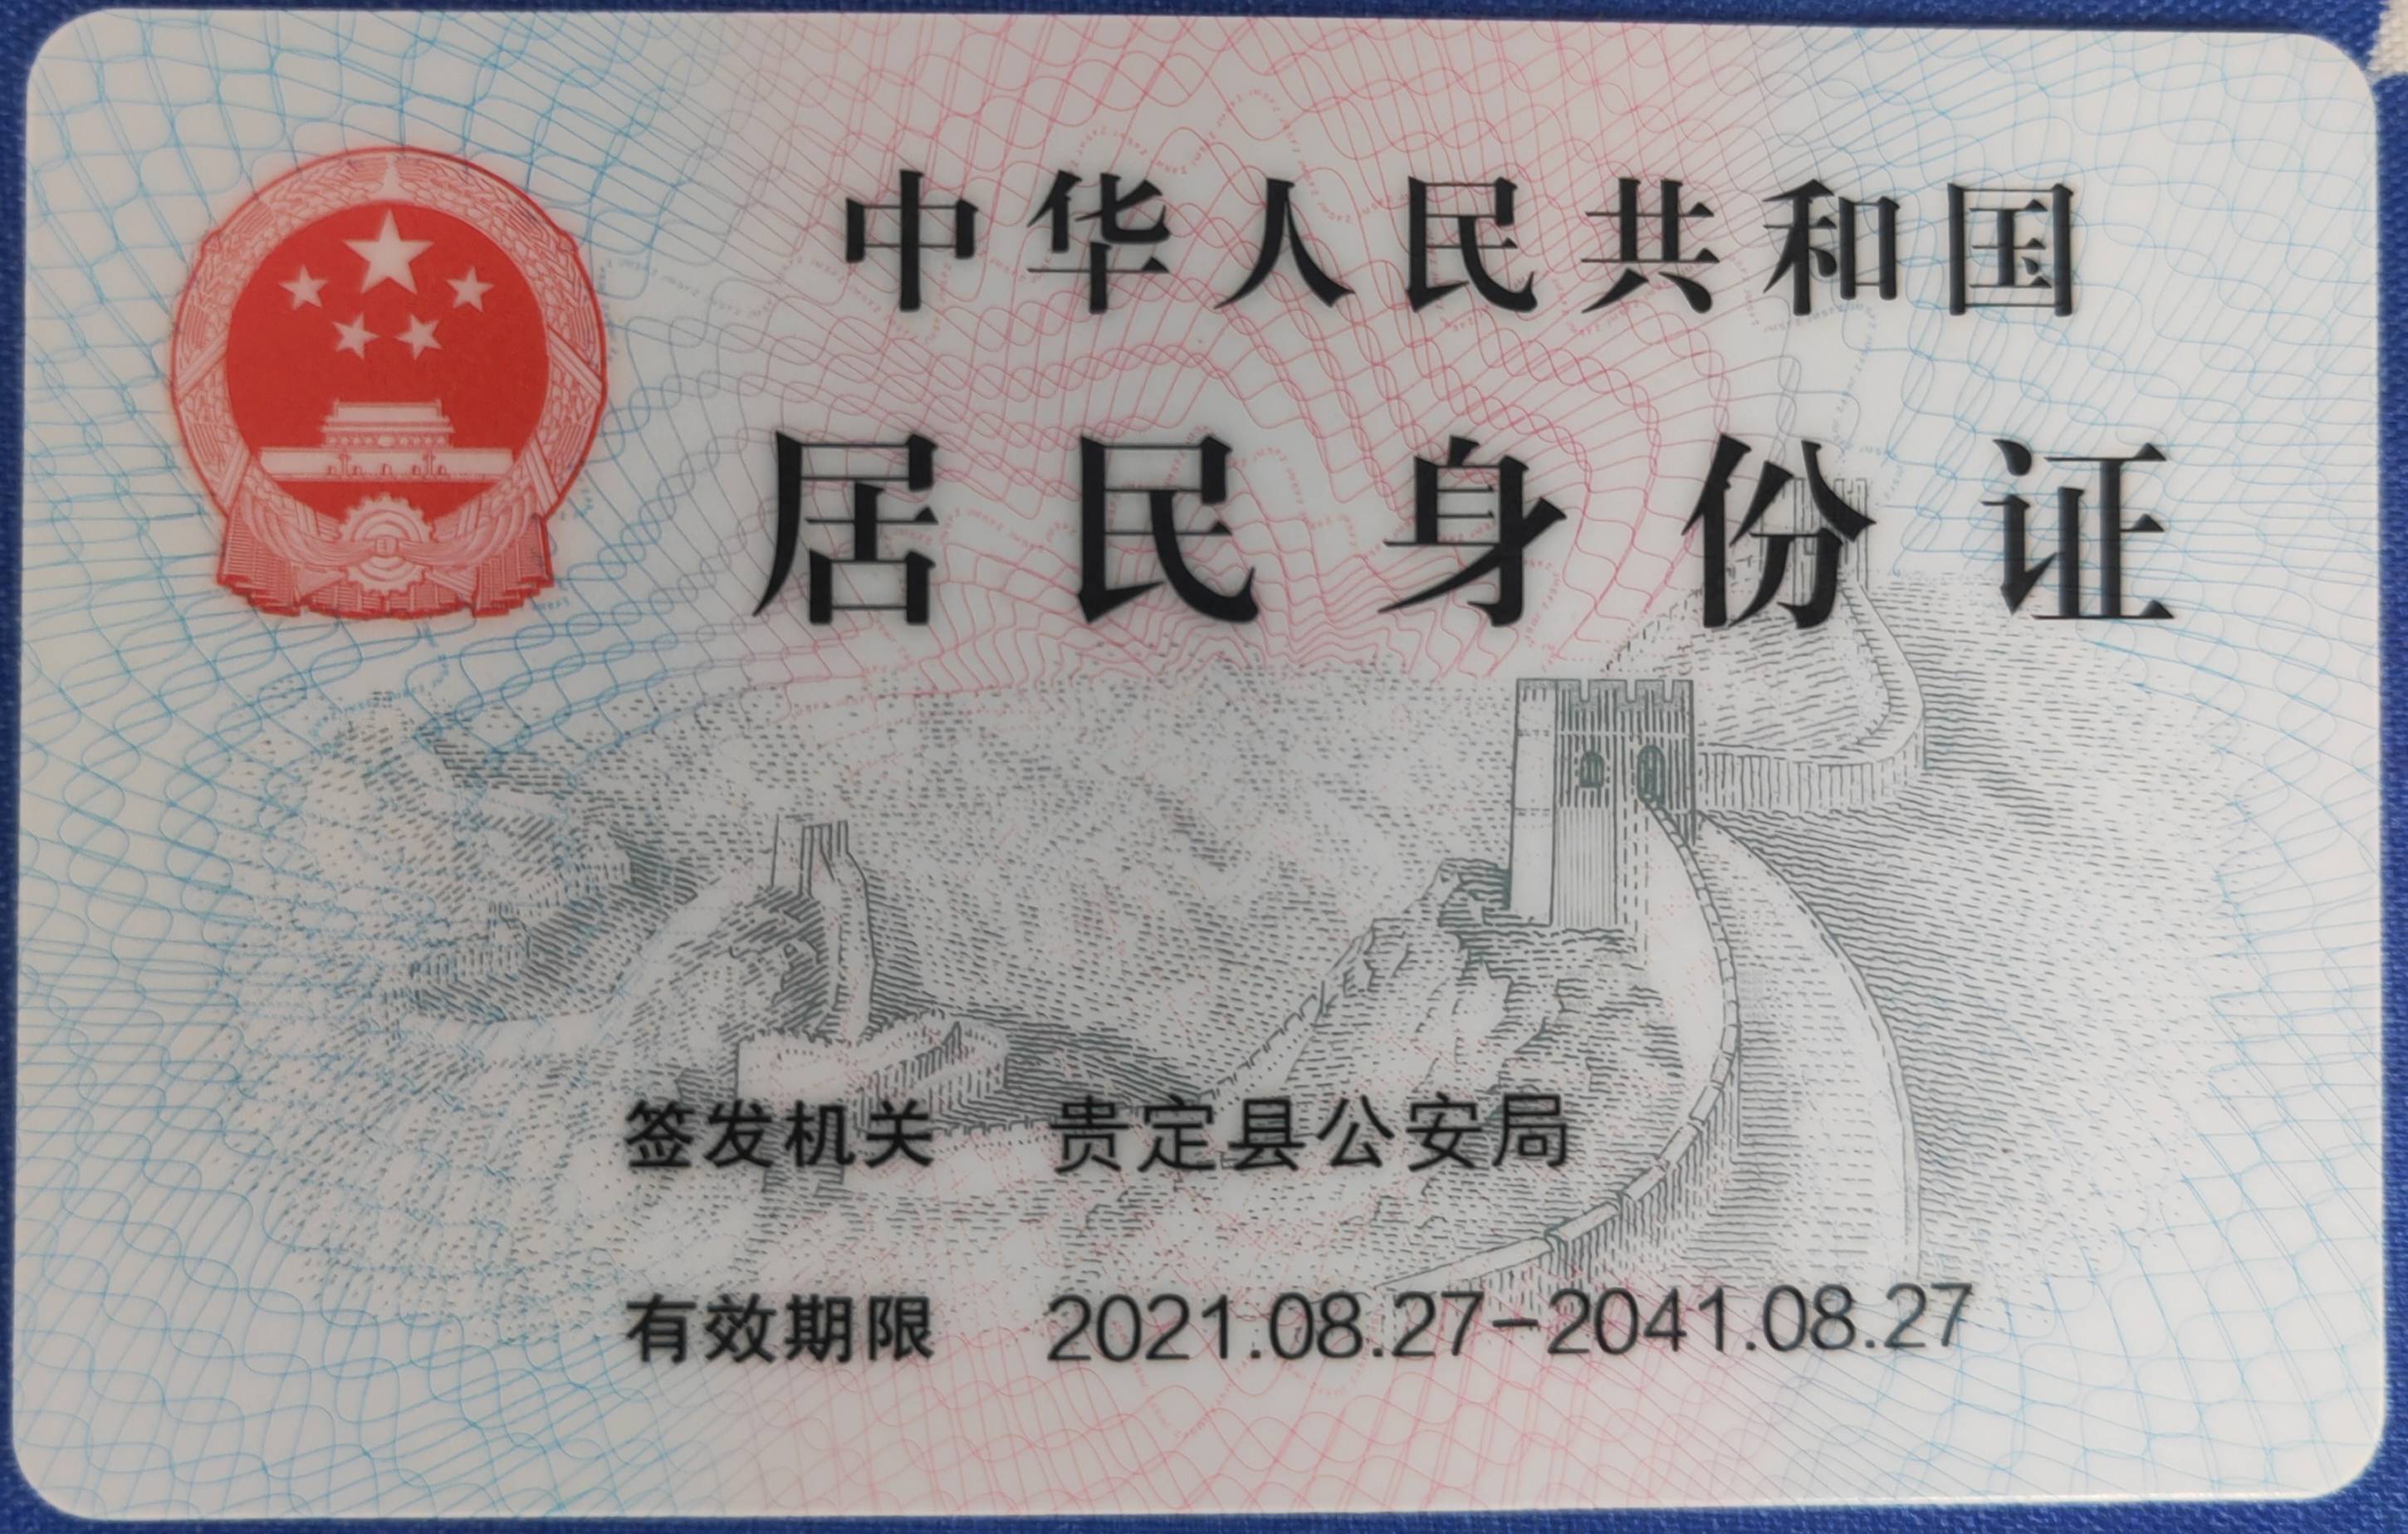 中华人民共和国
居民身份证
签发机关 贵定县公安局
有效期限 2021.08.27-2041.08.27